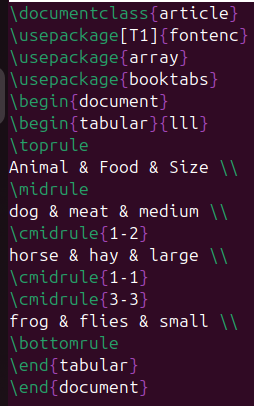 \documentclass{article}
\usepackage[T1]{fontenc}
\usepackage{array}
\usepackage{booktabs}
\begin{document}
\begin{tabular}{lll}
\toprule
Animal & Food & Size \\
\midrule
dog & meat & medium \\
\cmidrule{1-2}
horse & hay & large \\
\cmidrule{1-1}
\cmidrule{3-3}
frog & flies & small \\
\bottomrule
\end{tabular}
\end{document}